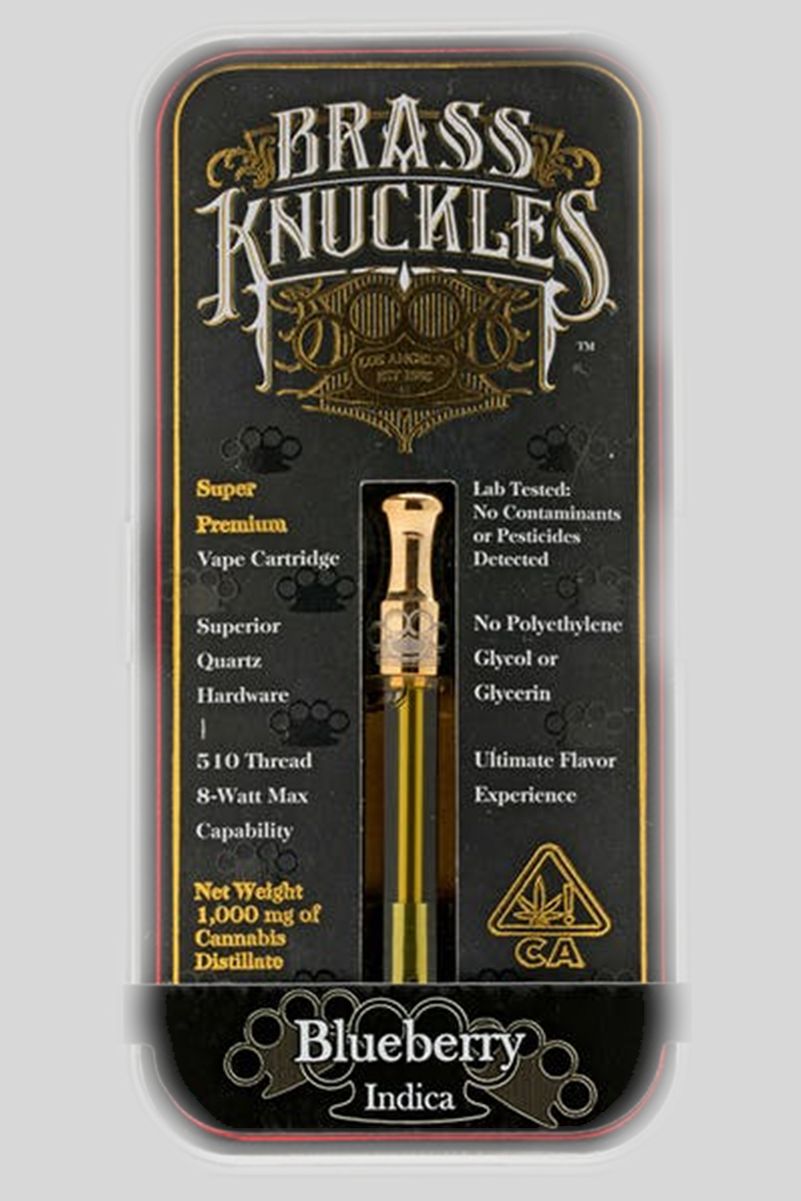 BRASS
KNUCKLES
TM
LOS ANGELES
Super
Premium
Vape Cartridge
Superior
Quartz
Hardware
|
510 Thread
8-Watt Max
Capability
Net Weight
1,000 mg of
Cannabis
Distillate
Lab Tested:
No Contaminants
or Pesticides
Detected
No Polyethylene
Glycol or
Glycerin
Ultimate Flavor
Experience
CA
Blueberry
Indica